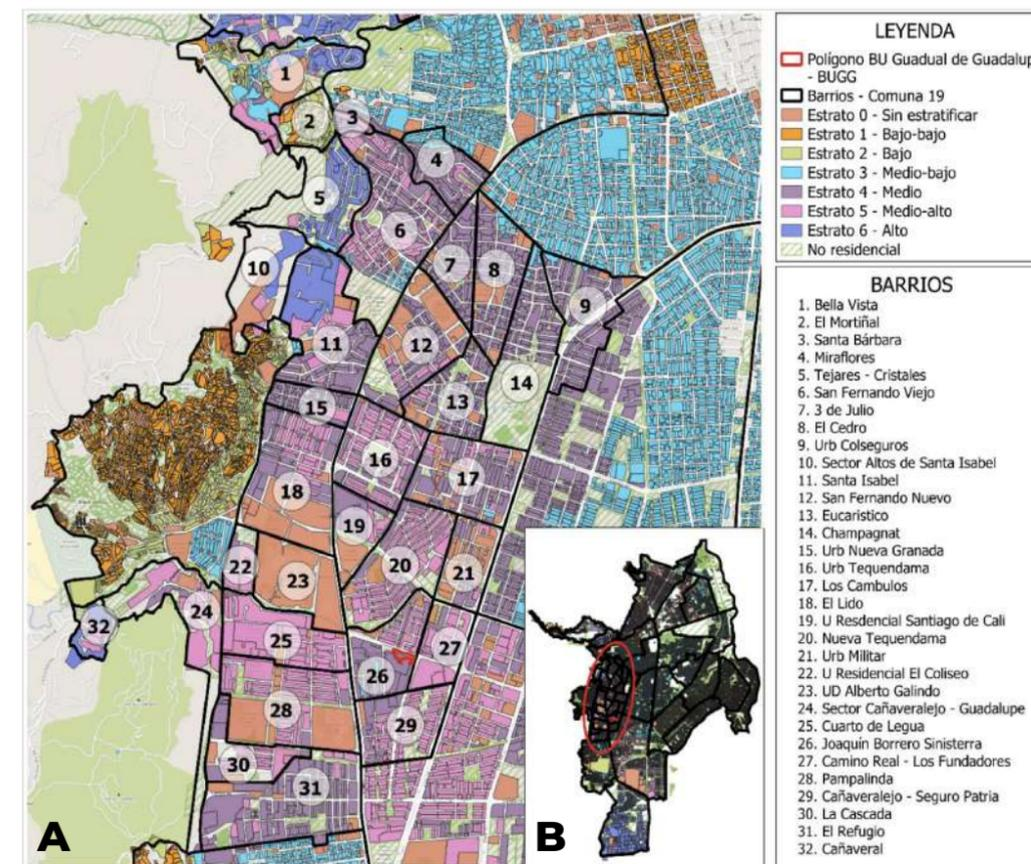 LEYENDA
Polígono BU Guadual de Guadalup
- BUGG
Barrios - Comuna 19
Estrato 0 - Sin estratificar
Estrato 1 - Bajo-bajo
Estrato 2 - Bajo
Estrato 3 - Medio-bajo
Estrato 4 - Medio
Estrato 5 - Medio-alto
Estrato 6 - Alto
No residencial
BARRIOS
1. Bella Vista
2. El Mortiñal
3. Santa Bárbara
4. Miraflores
5. Tejares - Cristales
6. San Fernando Viejo
7. 3 de Julio
8. El Cedro
9. Urb Colseguros
10. Sector Altos de Santa Isabel
11. Santa Isabel
12. San Fernando Nuevo
13. Eucaristico
14. Champagnat
15. Urb Nueva Granada
16. Urb Tequendama
17. Los Cambulos
18. El Lido
19. U Resdencial Santiago de Cali
20. Nueva Tequendama
21. Urb Militar
22. U Residencial El Coliseo
23. UD Alberto Galindo
24. Sector Cañaveralejo - Guadalupe
25. Cuarto de Legua
26. Joaquín Borrero Sinisterra
27. Camino Real - Los Fundadores
28. Pampalinda
29. Cañaveralejo - Seguro Patria
30. La Cascada
31. El Refugio
32. Cañaveral
1
2
3
4
5
6
7
8
9
10
11
12
13
14
15
16
17
18
19
20
21
22
23
24
25
26
27
28
29
30
31
32
A
B